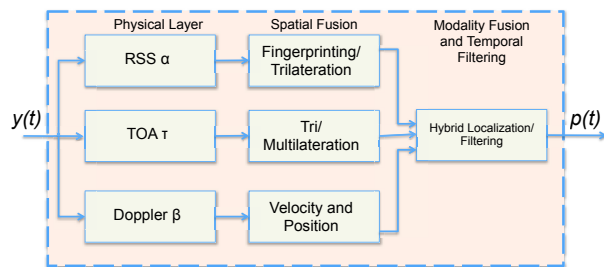 Physical Layer
Spatial Fusion
Modality Fusion
and Temporal
Filtering
RSS α
Fingerprinting/
Trilateration
y(t)
TOA τ
Tri/
Multilateration
Hybrid Localization/
Filtering
p(t)
Doppler β
Velocity and
Position